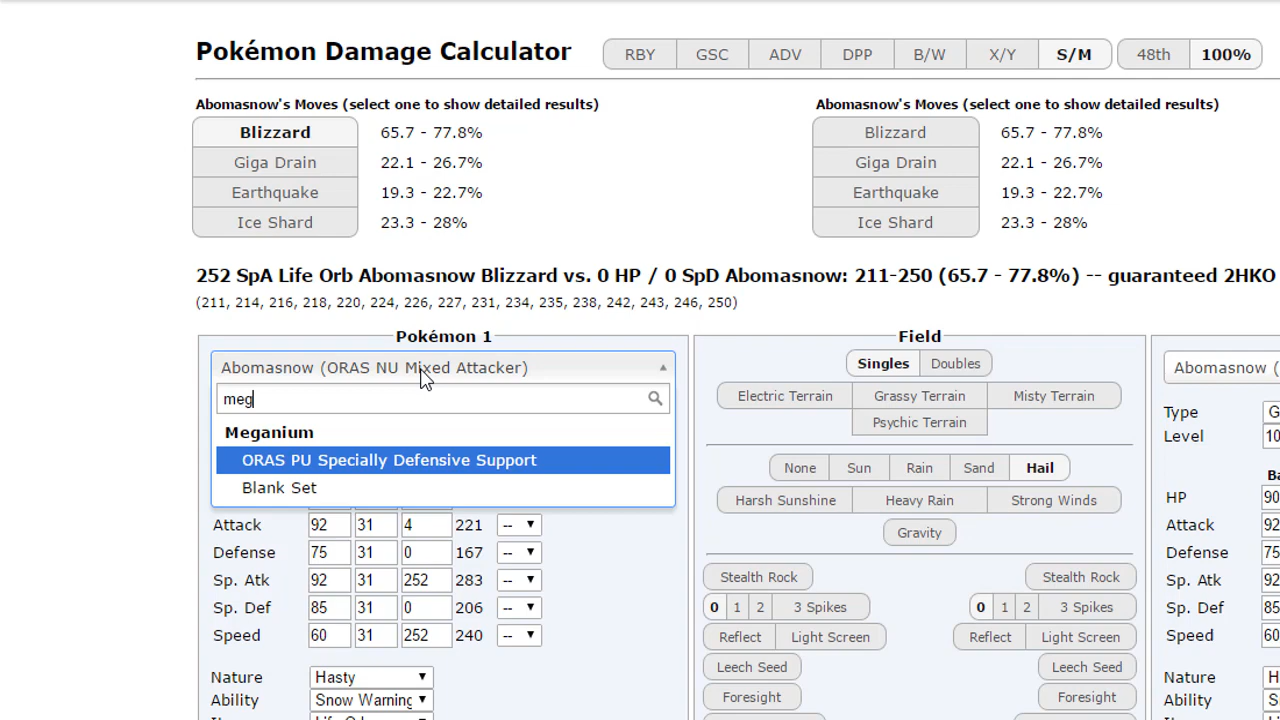 Pokémon Damage Calculator RBY GSC ADV DPP B/W X/Y S/M 48th 100%
Abomasnow's Moves (select one to show detailed results) Abomasnow's Moves (select one to show detailed results)
Blizzard 65.7 - 77.8% Blizzard 65.7 - 77.8%
Giga Drain 22.1 - 26.7% Giga Drain 22.1 - 26.7%
Earthquake 19.3 - 22.7% Earthquake 19.3 - 22.7%
Ice Shard 23.3 - 28% Ice Shard 23.3 - 28%
252 SpA Life Orb Abomasnow Blizzard vs. 0 HP / 0 SpD Abomasnow: 211-250 (65.7 - 77.8%) -- guaranteed 2HKO
(211, 214, 216, 218, 220, 224, 226, 227, 231, 234, 235, 238, 242, 243, 246, 250)
Pokémon 1 Field
Abomasnow (ORAS NU Mixed Attacker) Singles Doubles Abomasnow (
meg Electric Terrain Grassy Terrain Misty Terrain Type G
Meganium Psychic Terrain Level 10
ORAS PU Specially Defensive Support None Sun Rain Sand Hail Ba
Blank Set Harsh Sunshine Heavy Rain Strong Winds HP 90
Attack 92 31 4 221 -- Gravity Attack 92
Defense 75 31 0 167 -- Defense 75
Sp. Atk 92 31 252 283 -- Stealth Rock Stealth Rock Sp. Atk 92
Sp. Def 85 31 0 206 -- 0 1 2 3 Spikes 0 1 2 3 Spikes Sp. Def 85
Speed 60 31 252 240 -- Reflect Light Screen Reflect Light Screen Speed 60
Nature Hasty Leech Seed Leech Seed Nature H
Ability Snow Warning Foresight Foresight Ability S